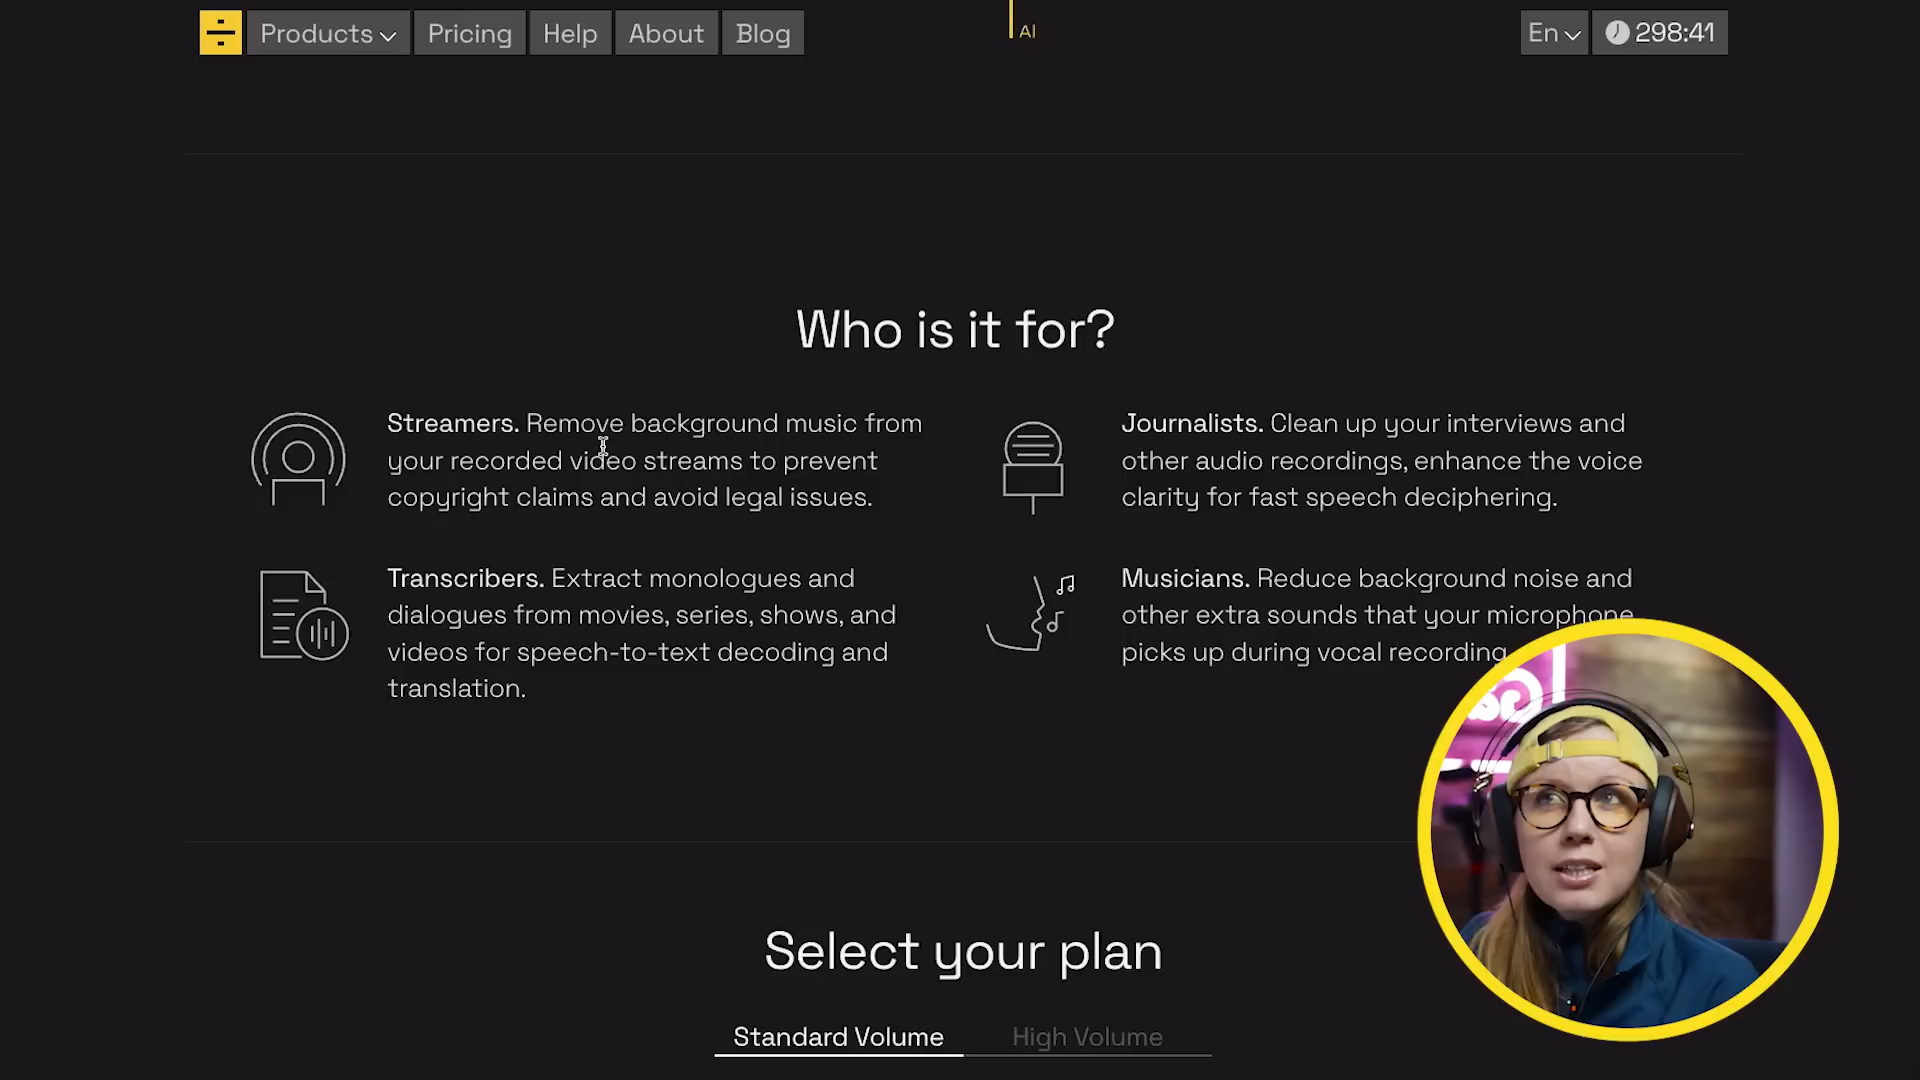 Products
Pricing
Help
About
Blog
AI
En
298:41
Who is it for?
Streamers. Remove background music from
your recorded video streams to prevent
copyright claims and avoid legal issues.
Journalists. Clean up your interviews and
other audio recordings, enhance the voice
clarity for fast speech deciphering.
Transcribers. Extract monologues and
dialogues from movies, series, shows, and
videos for speech-to-text decoding and
translation.
Musicians. Reduce background noise and
other extra sounds that your microphone
picks up during vocal recording
Select your plan
Standard Volume
High Volume